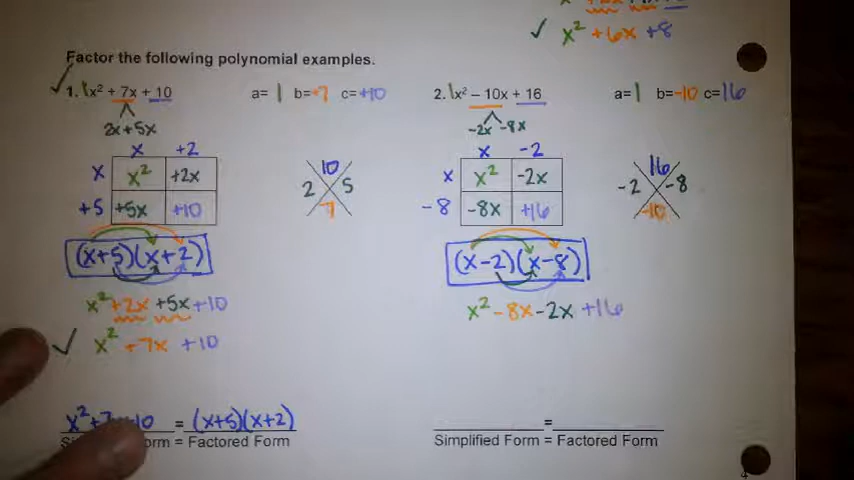 x² +6x +8
Factor the following polynomial examples.
1. 1x² + 7x + 10 a= 1 b= +7 c= +10
2x+5x
x +2
x x² +2x
+5 +5x +10
10
2 5
7
(x+5)(x+2)
x²+2x+5x+10
x² +7x +10
= (x+5)(x+2)
= Factored Form
2. 1x² – 10x + 16 a= 1 b= -10 c= 16
-2x -8x
x -2
x x² -2x
-8 -8x +16
16
-2 -8
-10
(x-2)(x-8)
x²-8x-2x+16
=
Simplified Form = Factored Form